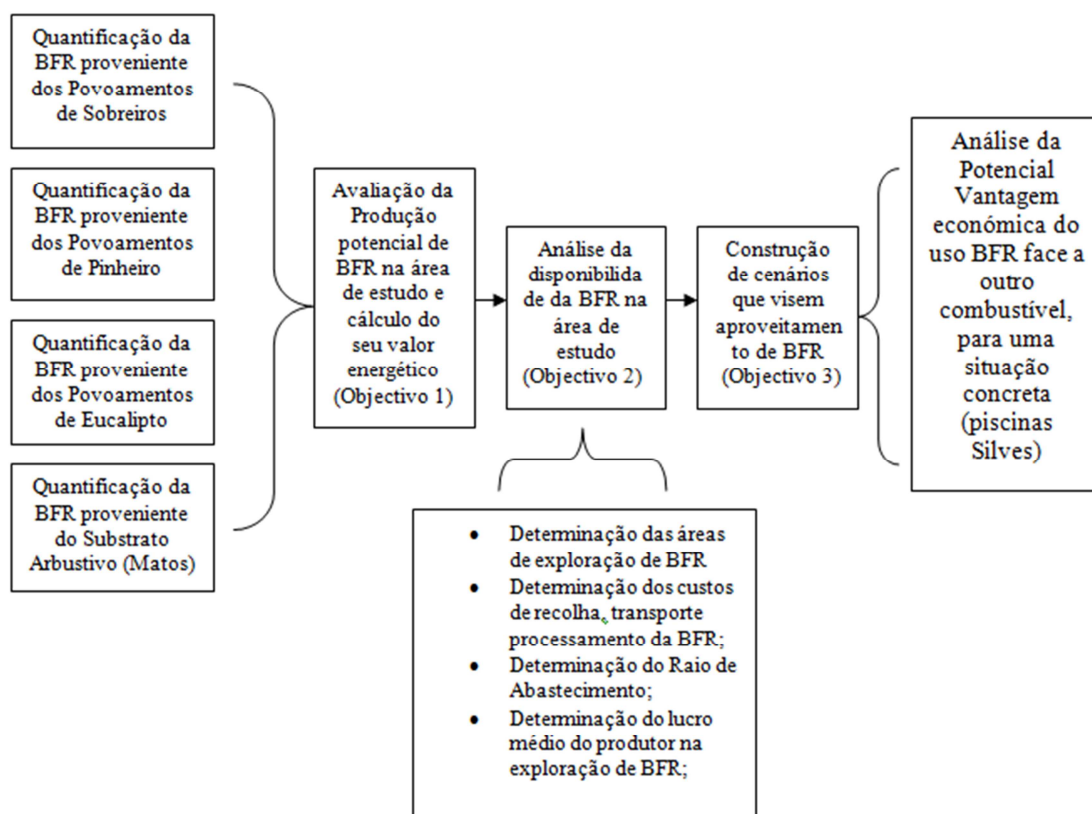 Quantificação da
BFR proveniente
dos Povoamentos
de Sobreiros
Quantificação da
BFR proveniente
dos Povoamentos
de Pinheiro
Quantificação da
BFR proveniente
dos Povoamentos
de Eucalipto
Quantificação da
BFR proveniente
do Substrato
Arbustivo (Matos)
Avaliação da
Produção
potencial de
BFR na área
de estudo e
cálculo do
seu valor
energético
(Objectivo 1)
Análise da
disponibilida
de da BFR na
área de
estudo
(Objectivo 2)
Construção
de cenários
que visem
aproveitamen
to de BFR
(Objectivo 3)
Análise da
Potencial
Vantagem
económica do
uso BFR face a
outro
combustível,
para uma
situação
concreta
(piscinas
Silves)
• Determinação das áreas
de exploração de BFR
• Determinação dos custos
de recolha, transporte
processamento da BFR;
• Determinação do Raio de
Abastecimento;
• Determinação do lucro
médio do produtor na
exploração de BFR;